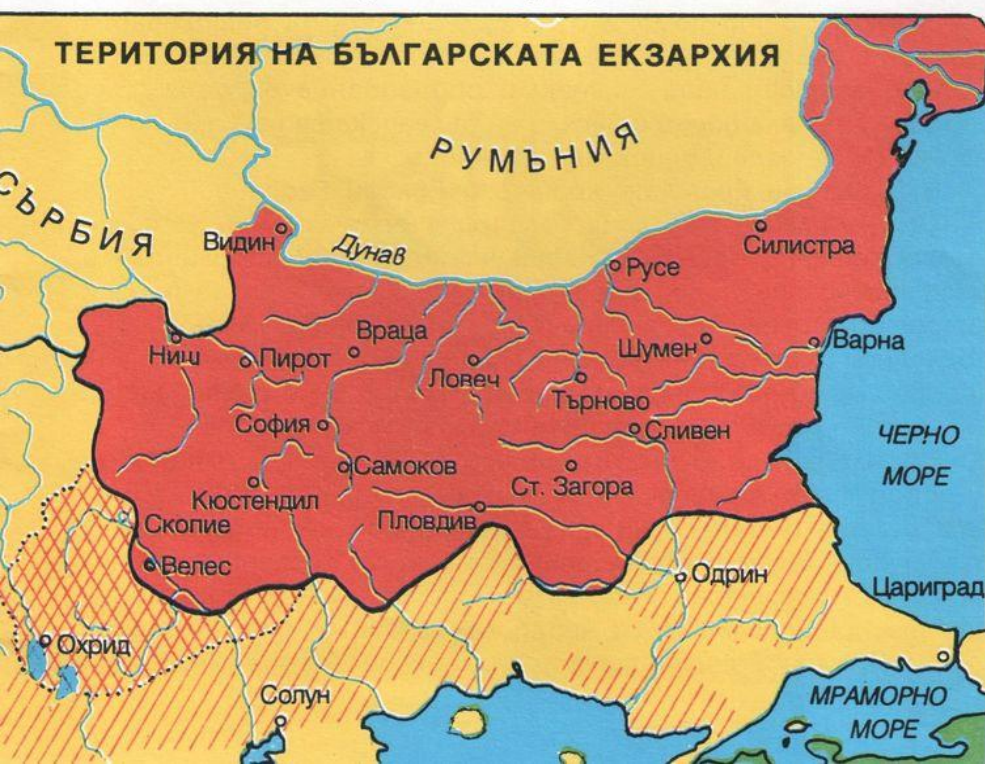 ТЕРИТОРИЯ НА БЪЛГАРСКАТА ЕКЗАРХИЯ
РУМЪНИЯ
СЪРБИЯ
Видин
Дунав
Силистра
Русе
Враца
Ниш
Пирот
Ловеч
Шумен
Варна
Търново
София
Сливен
ЧЕРНО
МОРЕ
Самоков
Кюстендил
Ст. Загора
Пловдив
Скопие
Велес
Одрин
Цариград
Охрид
Солун
МРАМОРНО
МОРЕ